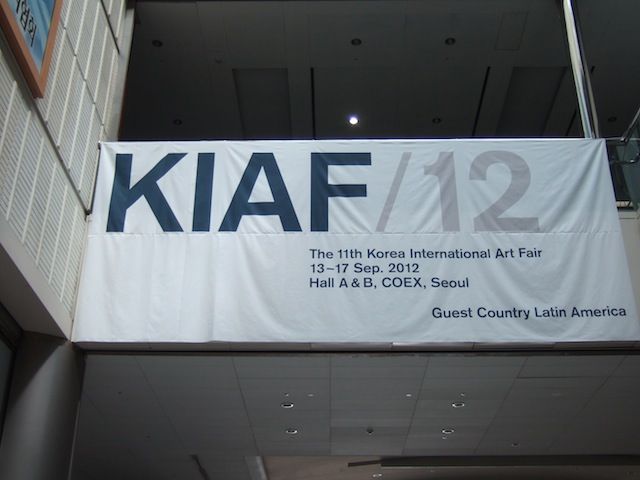 KIAF/12
The 11th Korea International Art Fair
13–17 Sep. 2012
Hall A & B, COEX, Seoul
Guest Country Latin America